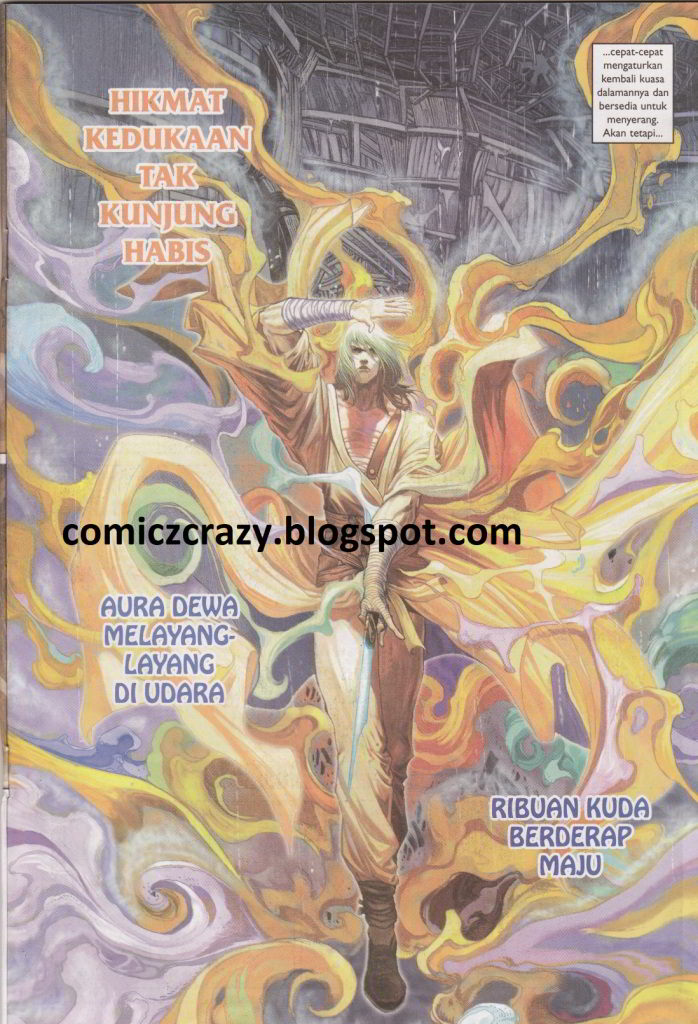 HIKMAT
KEDUKAAN
TAK
KUNJUNG
HABIS
...cepat-cepat
mengaturkan
kembali kuasa
dalamannya dan
bersedia untuk
menyerang.
Akan tetapi...
comiczcrazy.blogspot.com
AURA DEWA
MELAYANG-
LAYANG
DI UDARA
RIBUAN KUDA
BERDERAP
MAJU